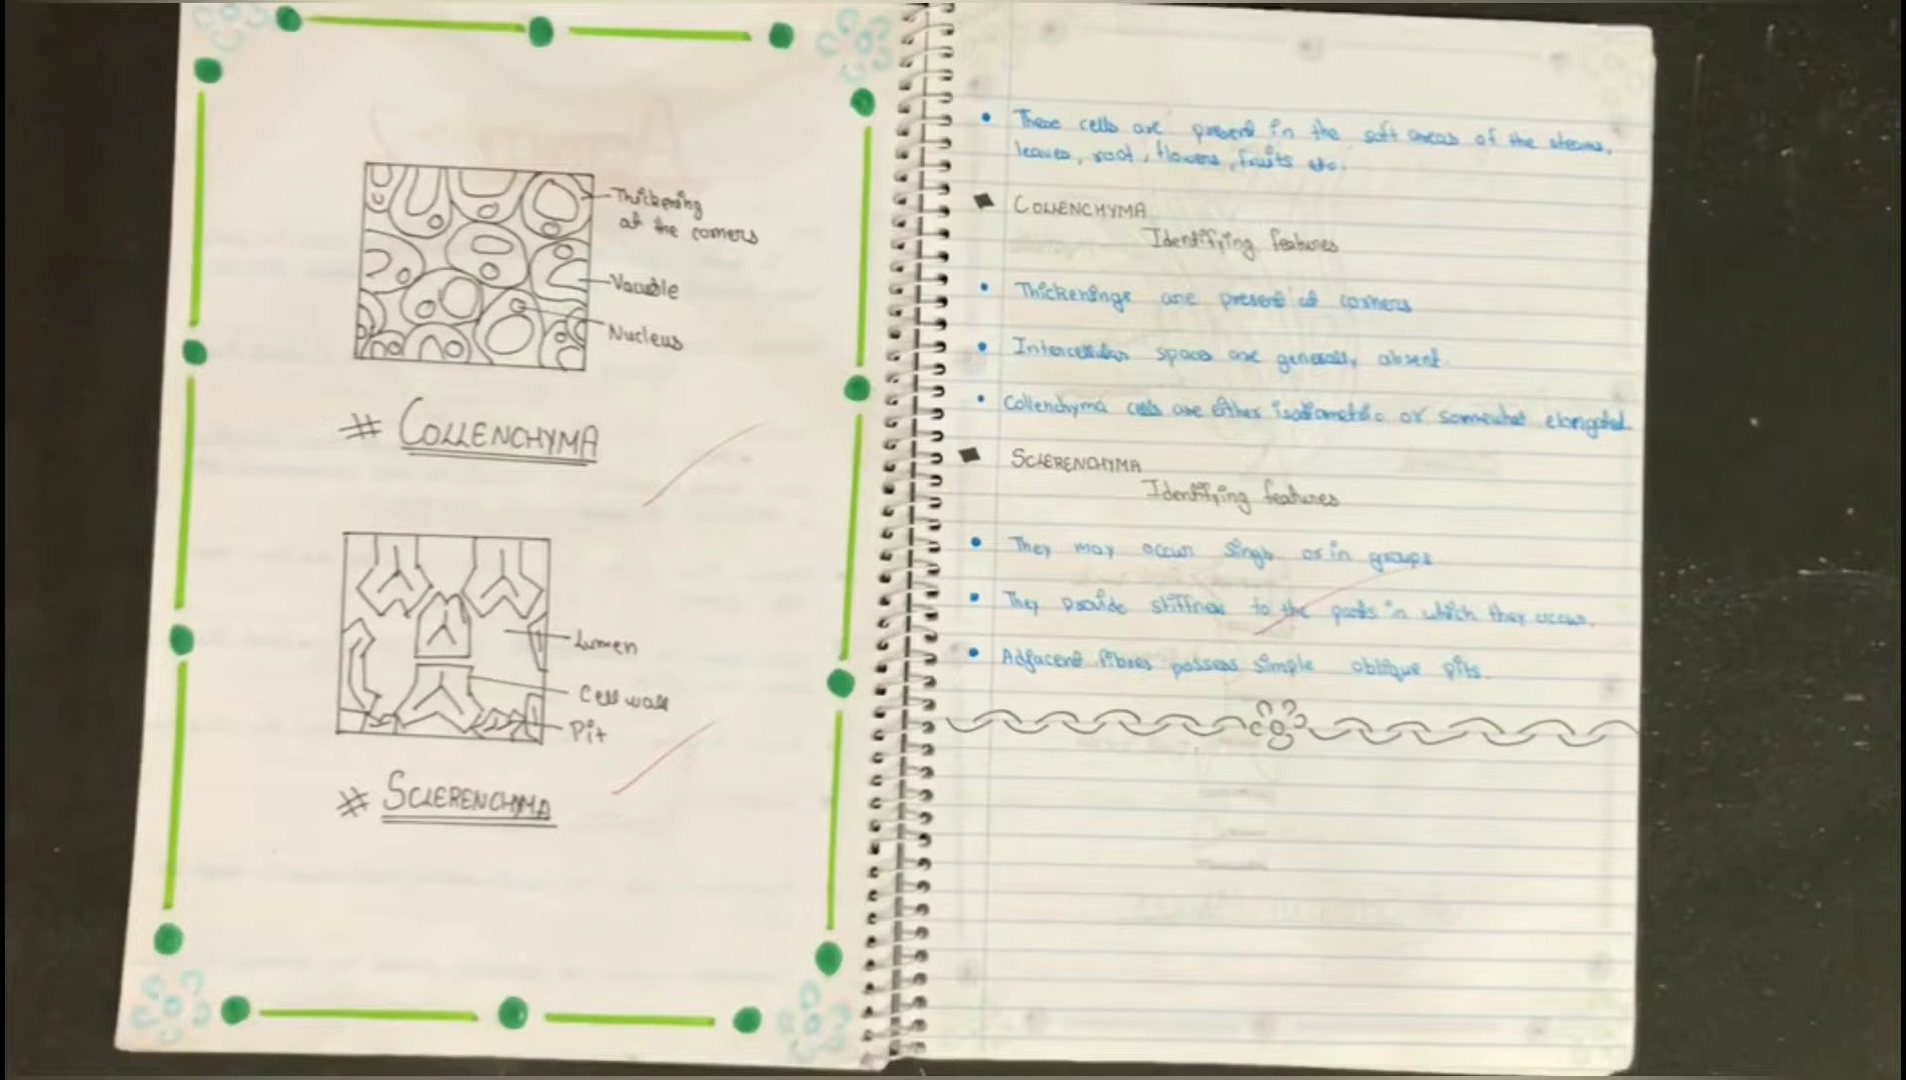 Thickening
at the corners
Vacuole
Nucleus
# COLLENCHYMA
Lumen
Cell wall
Pit
# SCLERENCHYMA
• These cells are present in the soft areas of the steams,
leaves, root, flowers, fruits etc.
◆ COLLENCHYMA
Identifying features
• Thickenings are present at corners
• Intercellular spaces are generally absent.
• Collenchyma cells are either isodiametric or somewhat elongated.
◆ SCLERENCHYMA
Identifying features
• They may occur singly or in groups.
• They provide stiffness to the parts in which they occurs.
• Adjacent fibres possess simple oblique pits.